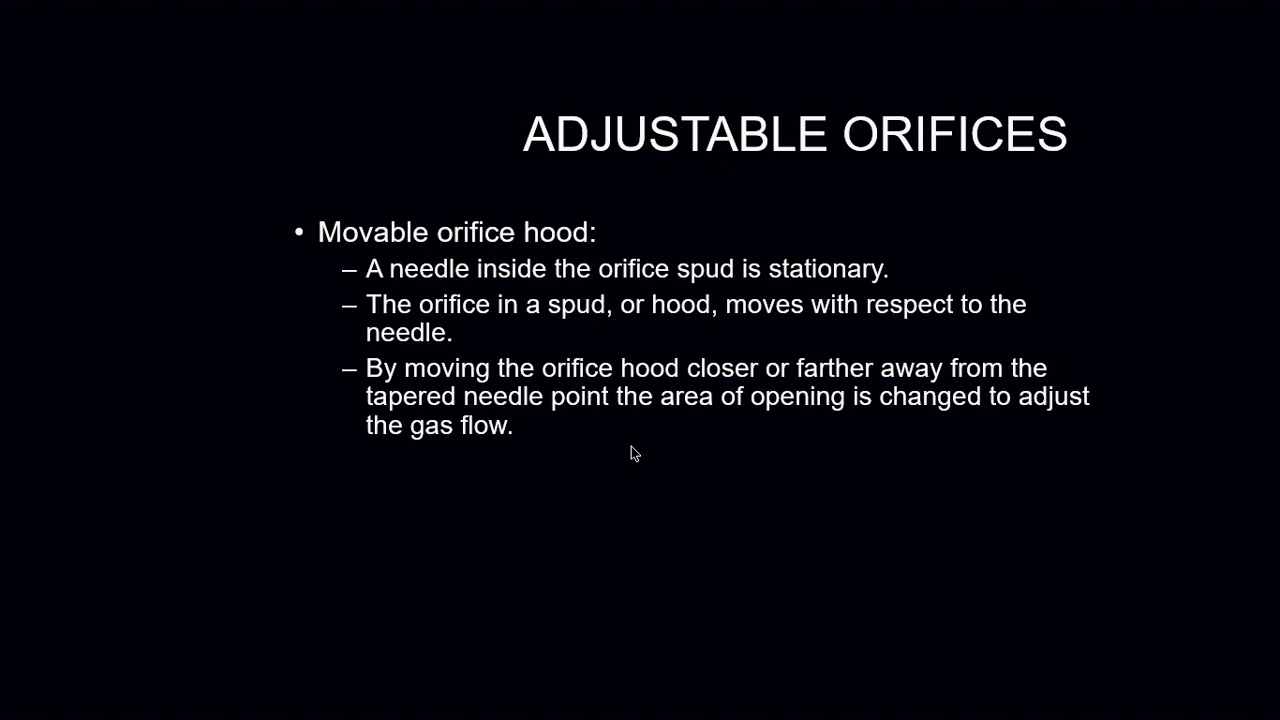 ADJUSTABLE ORIFICES
• Movable orifice hood:
– A needle inside the orifice spud is stationary.
– The orifice in a spud, or hood, moves with respect to the
needle.
– By moving the orifice hood closer or farther away from the
tapered needle point the area of opening is changed to adjust
the gas flow.